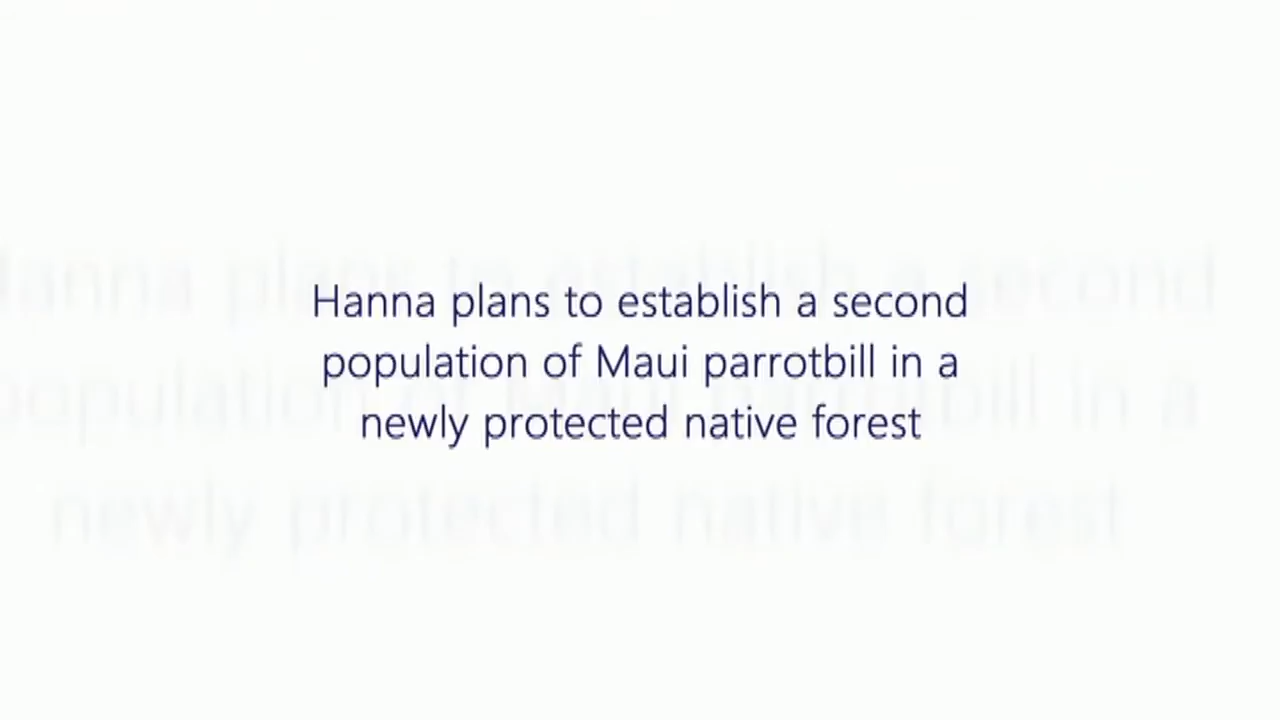 Hanna plans to establish a second
population of Maui parrotbill in a
newly protected native forest